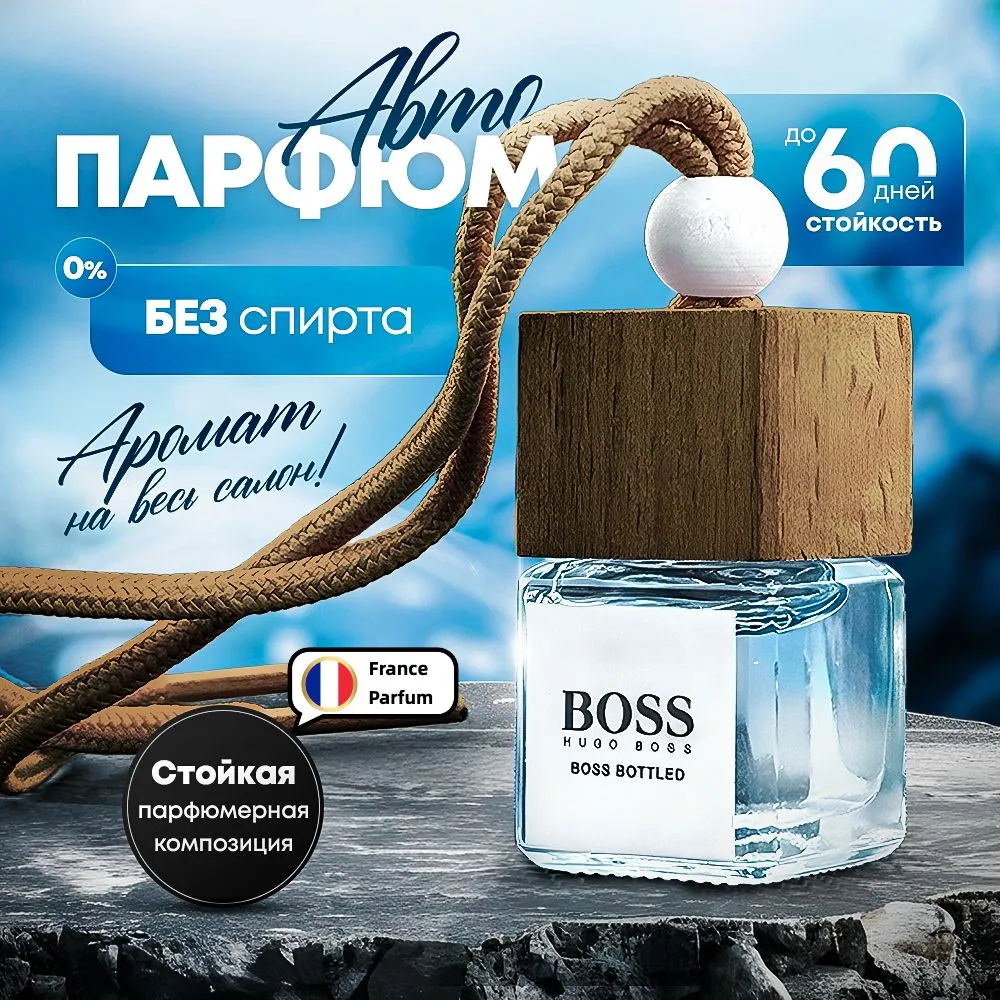 Авто
ПАРФЮМ
до 60
дней
стойкость
0%
БЕЗ спирта
Аромат
на весь салон!
France
Parfum
BOSS
HUGO BOSS
BOSS BOTTLED
Стойкая
парфюмерная
композиция